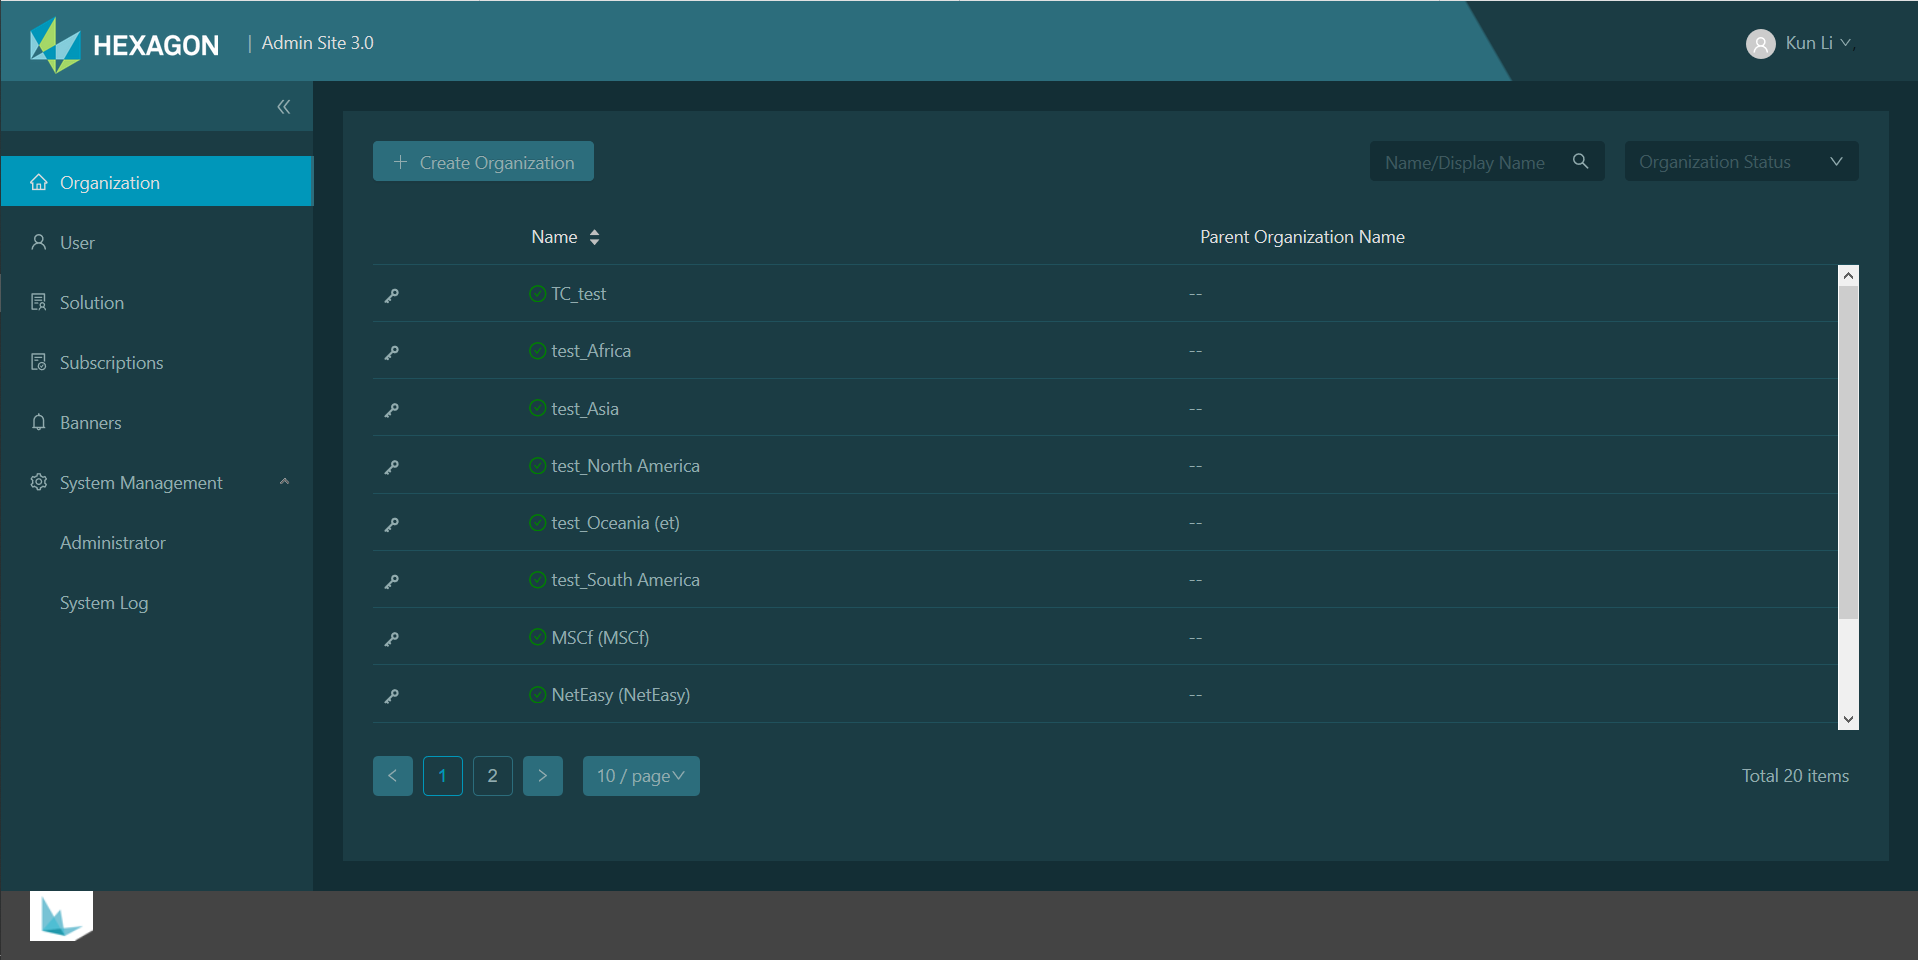 HEXAGON | Admin Site 3.0
Kun Li
Organization
User
Solution
Subscriptions
Banners
System Management
Administrator
System Log
+ Create Organization
Name/Display Name
Organization Status
Name
Parent Organization Name
TC_test --
test_Africa --
test_Asia --
test_North America --
test_Oceania (et) --
test_South America --
MSCf (MSCf) --
NetEasy (NetEasy) --
< 1 2 > 10 / page
Total 20 items